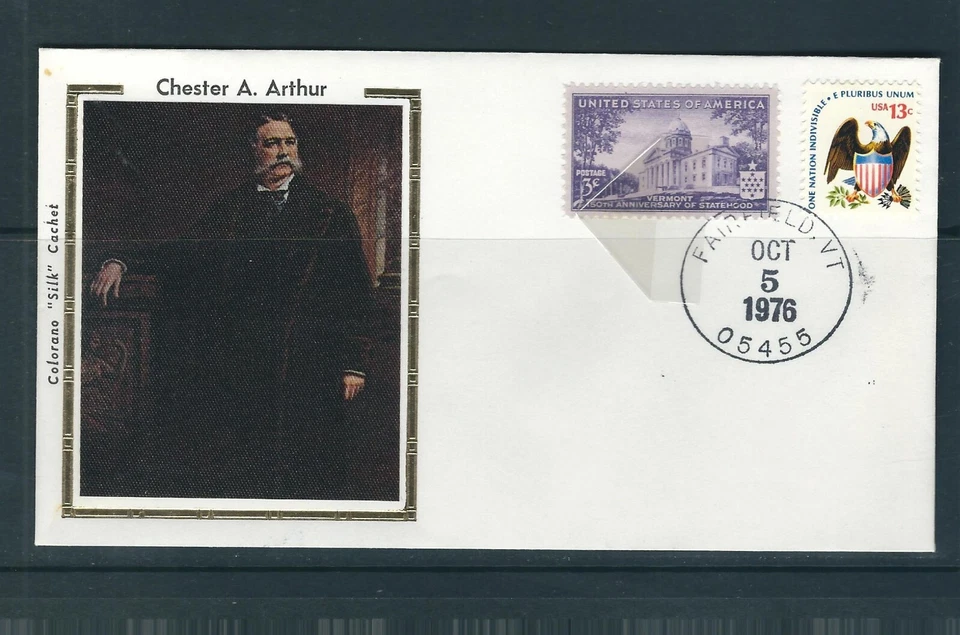 Chester A. Arthur
Colorano "Silk" Cachet
UNITED STATES OF AMERICA
POSTAGE
3¢
VERMONT
150TH ANNIVERSARY OF STATEHOOD
ONE NATION INDIVISIBLE • E PLURIBUS UNUM
USA 13c
FAIRFIELD, VT
OCT
5
1976
05455